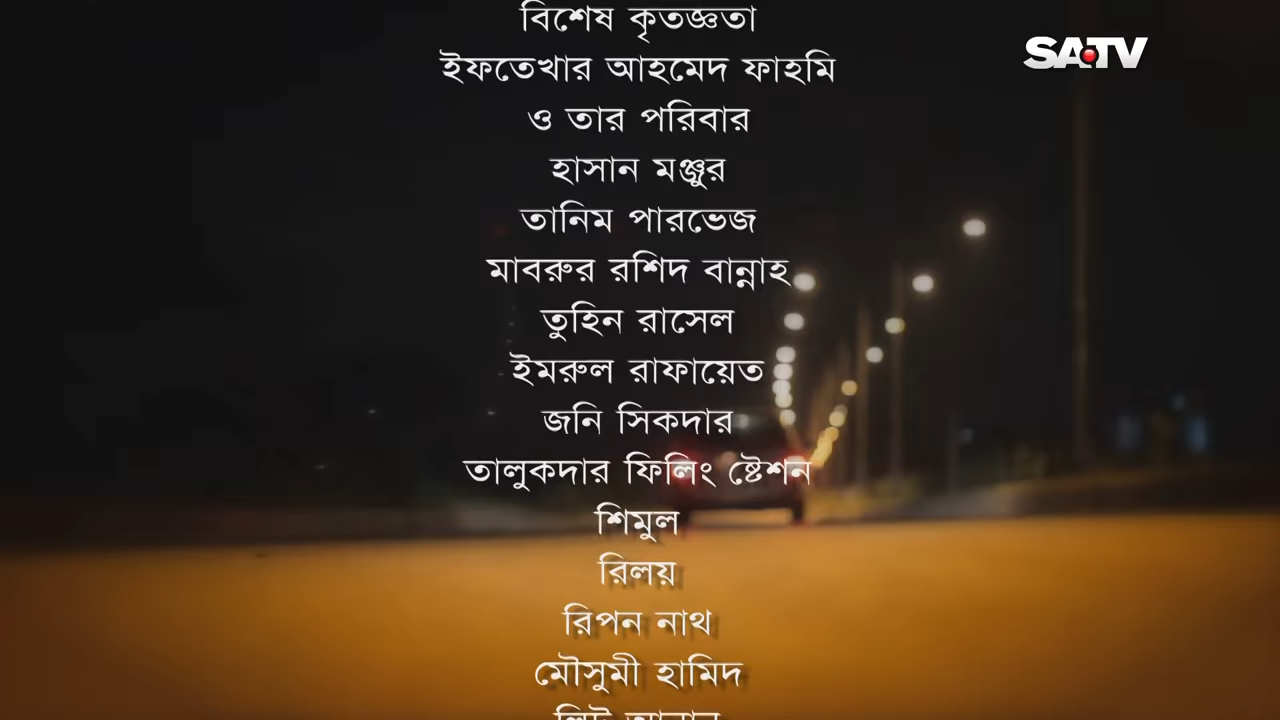 বিশেষ কৃতজ্ঞতা
SATV
ইফতেখার আহমেদ ফাহমি
ও তার পরিবার
হাসান মঞ্জুর
তানিম পারভেজ
মাবরুর রশিদ বান্নাহ
তুহিন রাসেল
ইমরুল রাফায়েত
জনি সিকদার
তালুকদার ফিলিং ষ্টেশন
শিমুল
রিলয়
রিপন নাথ
মৌসুমী হামিদ